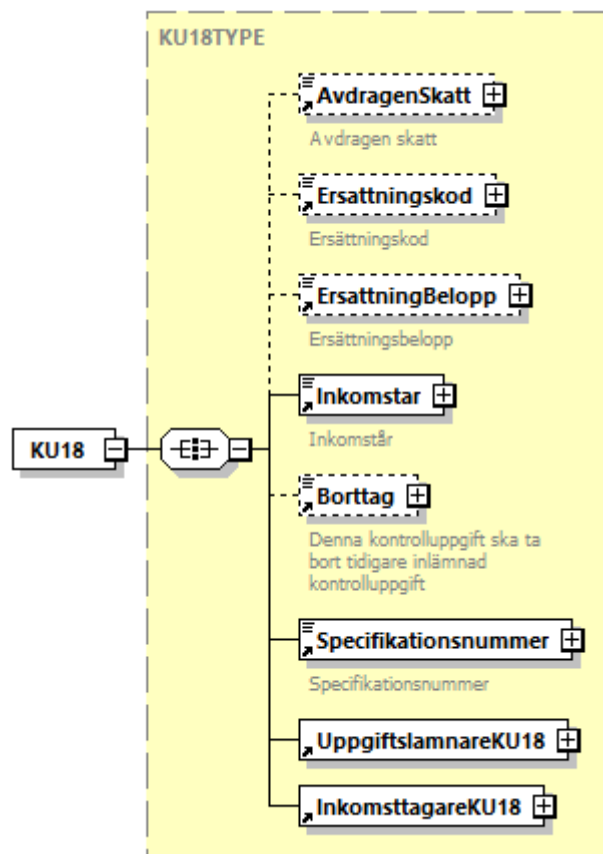 KU18TYPE
AvdragenSkatt
Avdragen skatt
Ersattningskod
Ersättningskod
ErsattningBelopp
Ersättningsbelopp
Inkomstar
Inkomstår
KU18
Borttag
Denna kontrolluppgift ska ta
bort tidigare inlämnad
kontrolluppgift
Specifikationsnummer
Specifikationsnummer
UppgiftslamnareKU18
InkomsttagareKU18